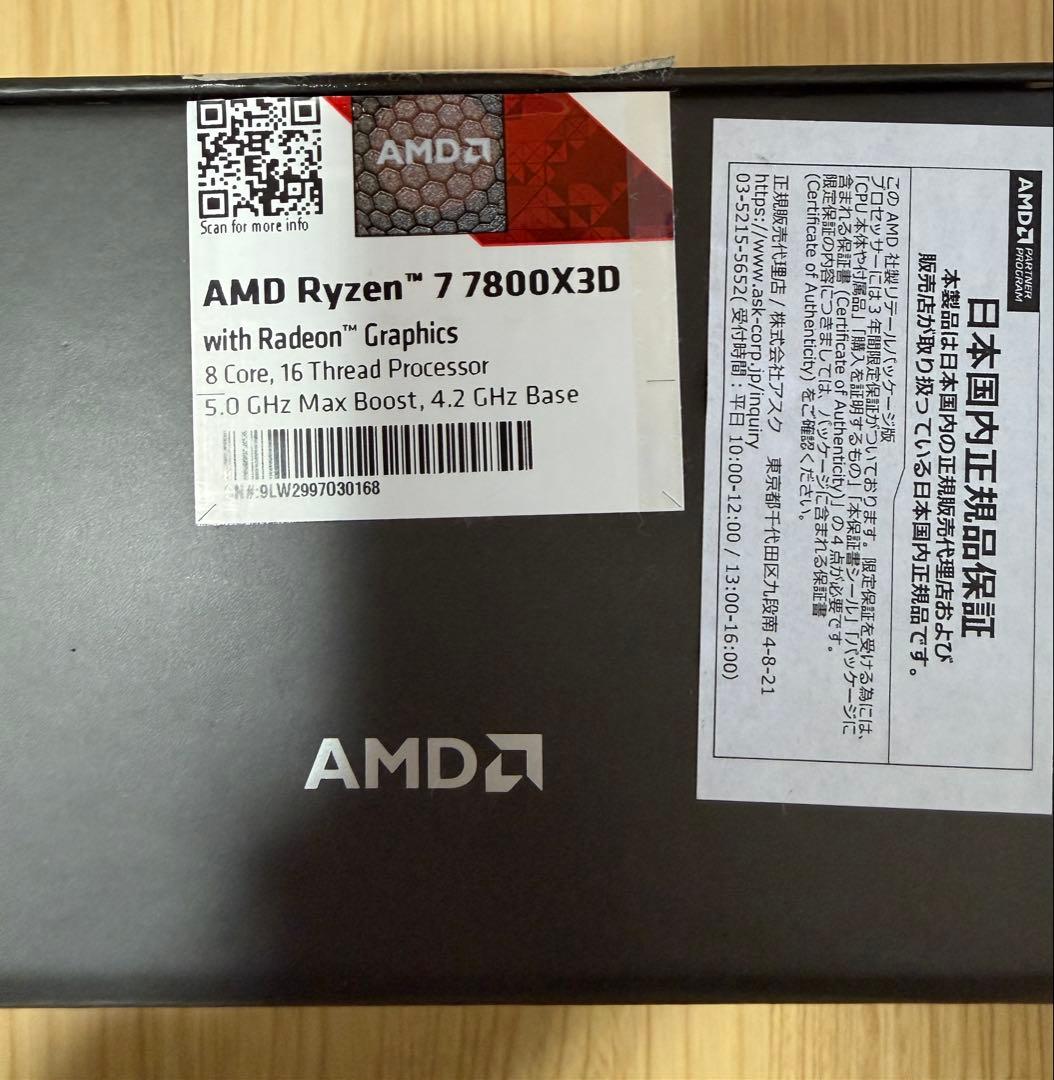 AMD
Scan for more info
AMD Ryzen™ 7 7800X3D
with Radeon™ Graphics
8 Core, 16 Thread Processor
5.0 GHz Max Boost, 4.2 GHz Base
N#:9LW2997030168
AMD
AMD PARTNER
PROGRAM
日本国内正規品保証
本製品は日本国内の正規販売代理店および
販売店が取り扱っている日本国内正規品です。
この AMD 社製リテールパッケージ版
プロセッサーには 3 年間限定保証がついております。限定保証を受ける為には、
「CPU 本体や付属品」「購入を証明するもの」「本保証書シール」「パッケージに
含まれる保証書 (Certificate of Authenticity)」の 4 点が必要です。
限定保証の内容につきましては、パッケージに含まれる保証書
(Certificate of Authenticity) をご確認ください。
正規販売代理店 / 株式会社アスク 東京都千代田区九段南 4-8-21
https://www.ask-corp.jp/inquiry
03-5215-5652( 受付時間：平日 10:00-12:00 / 13:00-16:00)